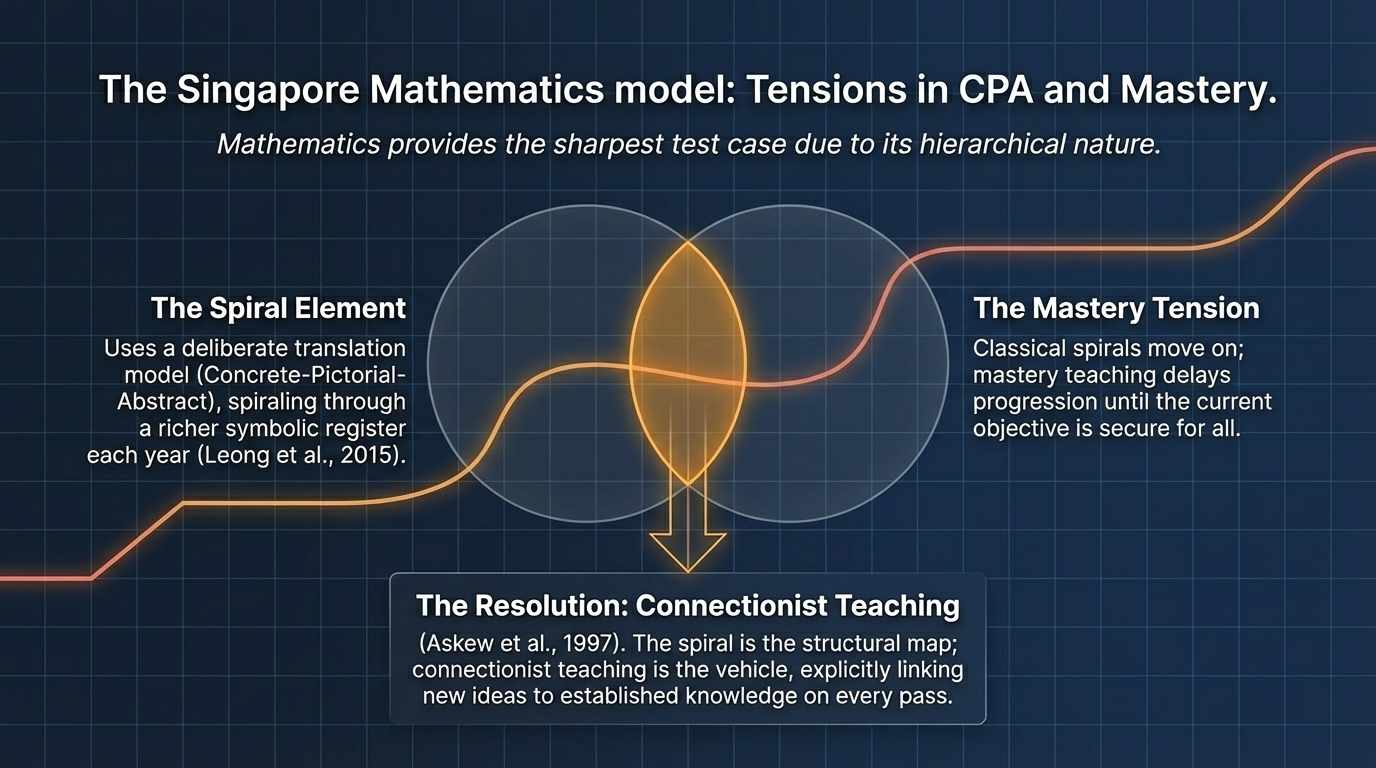 The Singapore Mathematics model: Tensions in CPA and Mastery.
Mathematics provides the sharpest test case due to its hierarchical nature.
The Spiral Element
Uses a deliberate translation
model (Concrete-Pictorial-
Abstract), spiraling through
a richer symbolic register
each year (Leong et al., 2015).
The Mastery Tension
Classical spirals move on;
mastery teaching delays
progression until the current
objective is secure for all.
The Resolution: Connectionist Teaching
(Askew et al., 1997). The spiral is the structural map;
connectionist teaching is the vehicle, explicitly linking
new ideas to established knowledge on every pass.